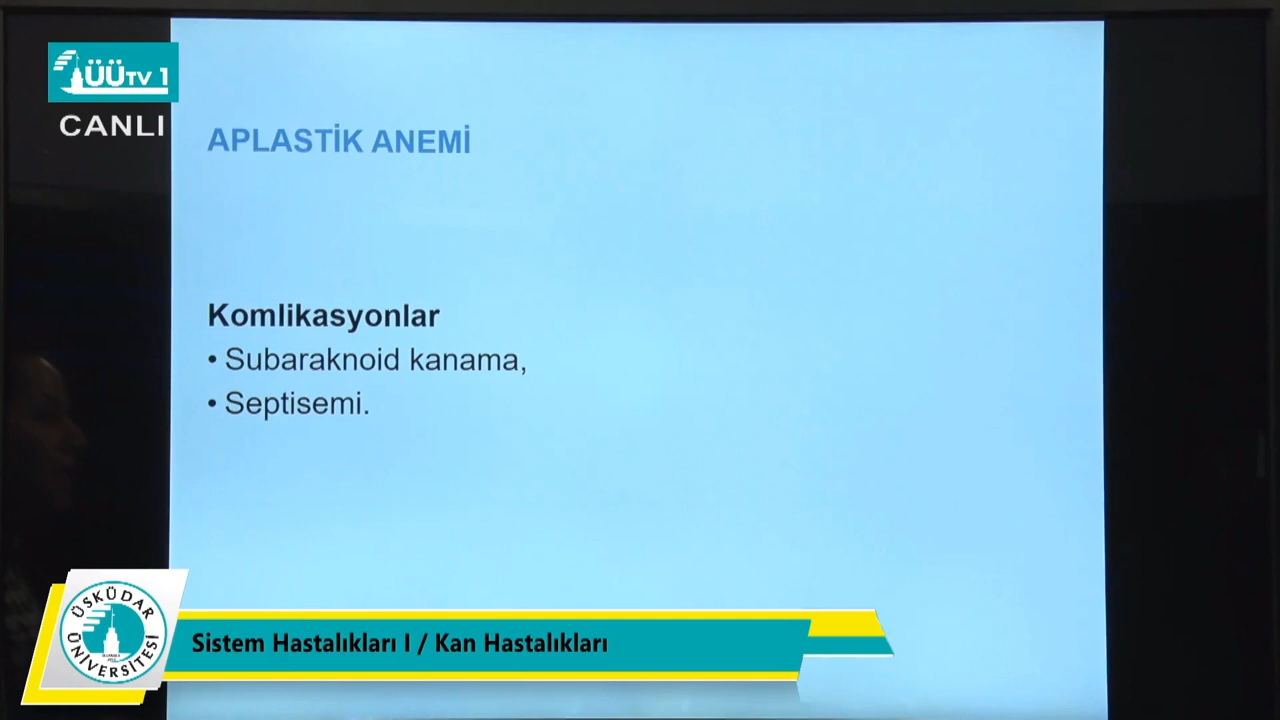 ÜÜTV 1
CANLI
APLASTİK ANEMİ
Komlikasyonlar
• Subaraknoid kanama,
• Septisemi.
ÜSKÜDAR ÜNİVERSİTESİ
Sistem Hastalıkları I / Kan Hastalıkları